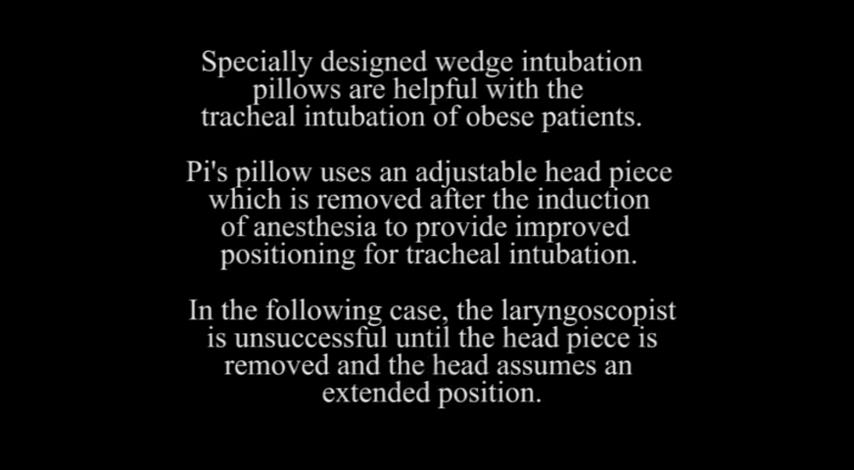 Specially designed wedge intubation
pillows are helpful with the
tracheal intubation of obese patients.
Pi's pillow uses an adjustable head piece
which is removed after the induction
of anesthesia to provide improved
positioning for tracheal intubation.
In the following case, the laryngoscopist
is unsuccessful until the head piece is
removed and the head assumes an
extended position.